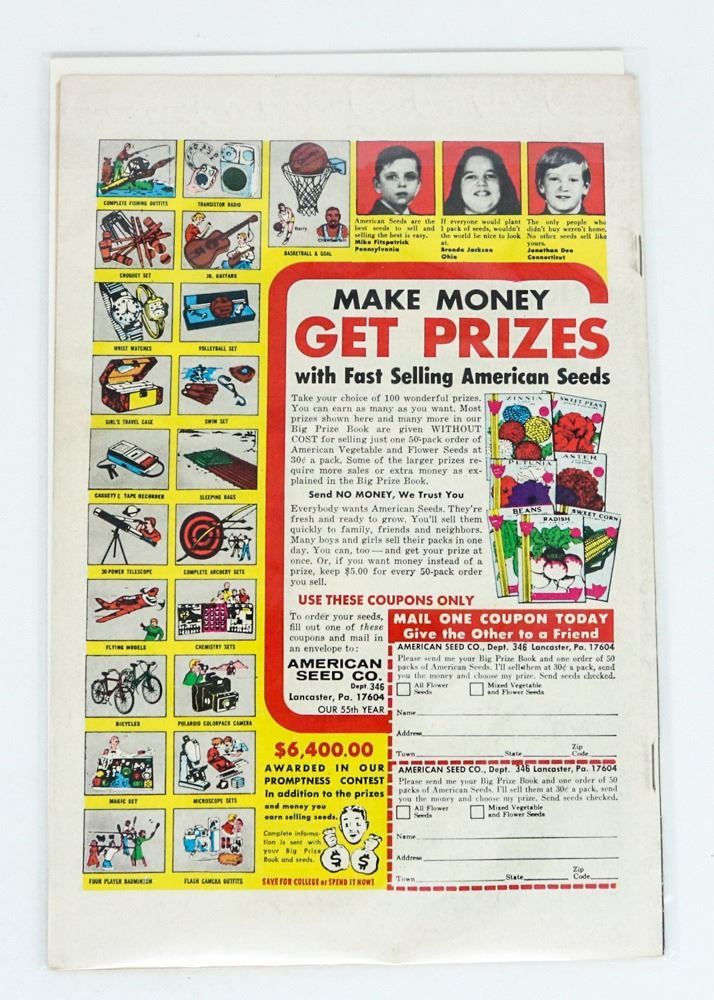 COMPLETE FISHING OUTFITS
TRANSISTOR RADIO
CROQUET SET
JR. GUITARS
Barry
Chamberlain
BASKETBALL & GOAL
WRIST WATCHES
VOLLEYBALL SET
GIRL'S TRAVEL CASE
SWIM SET
CASSETTE TAPE RECORDER
SLEEPING BAGS
30-POWER TELESCOPE
COMPLETE ARCHERY SETS
FLYING MODELS
CHEMISTRY SETS
BICYCLES
POLAROID COLORPACK CAMERA
MAGIC SET
MICROSCOPE SETS
FOUR PLAYER BADMINTON
FLASH CAMERA OUTFITS
American Seeds are the
best seeds to sell and
selling the best is easy.
Mike Fitzpatrick
Pennsylvania
If everyone would plant
1 pack of seeds, wouldn't
the world be nice to look
at.
Brenda Jackson
Ohio
The only people who
didn't buy weren't home.
No other seeds sell like
yours.
Jonathan Dee
Connecticut
MAKE MONEY
GET PRIZES
with Fast Selling American Seeds
Take your choice of 100 wonderful prizes.
You can earn as many as you want. Most
prizes shown here and many more in our
Big Prize Book are given WITHOUT
COST for selling just one 50-pack order of
American Vegetable and Flower Seeds at
30¢ a pack. Some of the larger prizes re-
quire more sales or extra money as ex-
plained in the Big Prize Book.
Send NO MONEY, We Trust You
Everybody wants American Seeds. They're
fresh and ready to grow. You'll sell them
quickly to family, friends and neighbors.
Many boys and girls sell their packs in one
day. You can, too — and get your prize at
once. Or, if you want money instead of a
prize, keep $5.00 for every 50-pack order
you sell.
ZINNIA
SWEET PEAS
PETUNIA
ASTER
BEANS
RADISH
SWEET CORN
USE THESE COUPONS ONLY
To order your seeds,
fill out one of these
coupons and mail in
an envelope to:
AMERICAN
SEED CO.
Dept. 346
Lancaster, Pa. 17604
OUR 55th YEAR
MAIL ONE COUPON TODAY
Give the Other to a Friend
AMERICAN SEED CO., Dept. 346 Lancaster, Pa. 17604
Please send me your Big Prize Book and one order of 50
packs of American Seeds. I'll sell them at 30¢ a pack, send
you the money and choose my prize. Send seeds checked.
All Flower
Seeds
Mixed Vegetable
and Flower Seeds
Name
Address
Town State Zip Code
AMERICAN SEED CO., Dept. 346 Lancaster, Pa. 17604
Please send me your Big Prize Book and one order of 50
packs of American Seeds. I'll sell them at 30¢ a pack, send
you the money and choose my prize. Send seeds checked.
All Flower
Seeds
Mixed Vegetable
and Flower Seeds
Name
Address
Town State Zip Code
$6,400.00
AWARDED IN OUR
PROMPTNESS CONTEST
In addition to the prizes
and money you
earn selling seeds.
Complete informa-
tion is sent with
your Big Prize
Book and seeds.
$ $
SAVE FOR COLLEGE or SPEND IT NOW!